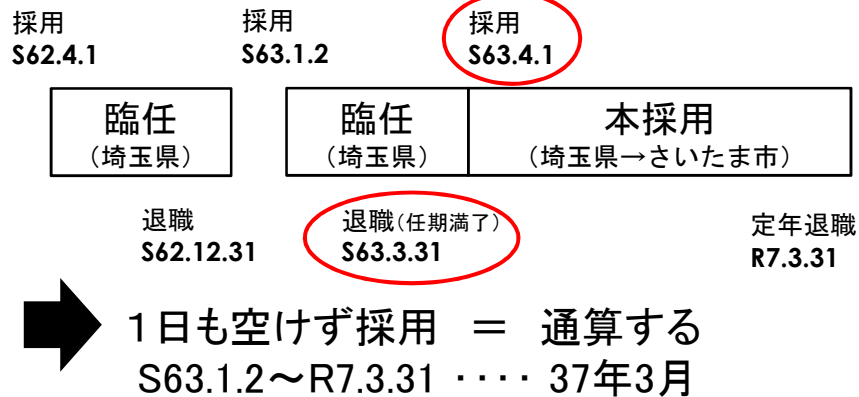 採用 採用 採用
S62.4.1 S63.1.2 S63.4.1
臨任 臨任 本採用
（埼玉県） （埼玉県） （埼玉県→さいたま市）
退職 退職（任期満了） 定年退職
S62.12.31 S63.3.31 R7.3.31
１日も空けず採用 ＝ 通算する
S63.1.2～R7.3.31 ‥‥ 37年3月